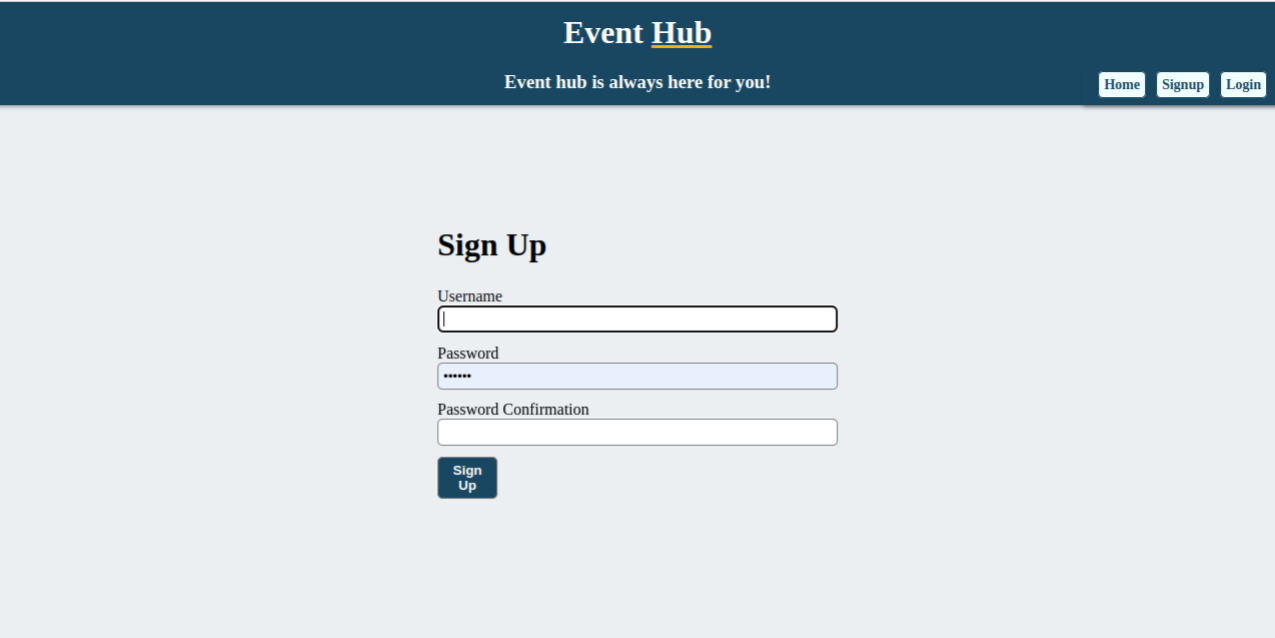 Event Hub
Event hub is always here for you!
Home Signup Login
Sign Up
Username
Password
••••••
Password Confirmation
Sign
Up